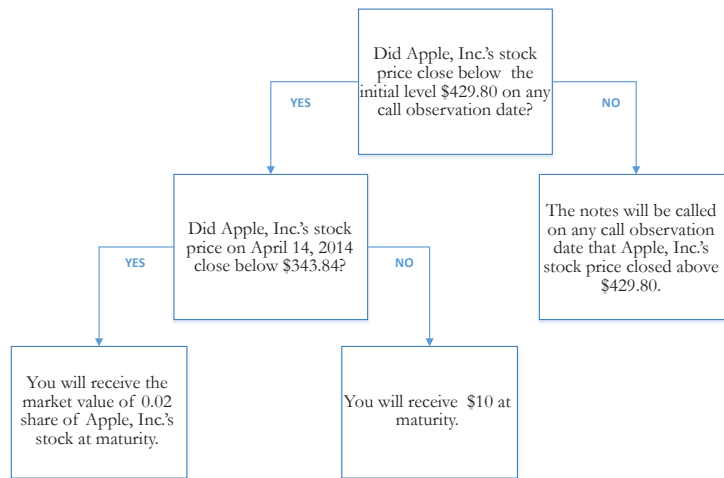 Did Apple, Inc.'s stock
price close below the
initial level $429.80 on any
call observation date?
YES
NO
Did Apple, Inc.'s stock
price on April 14, 2014
close below $343.84?
The notes will be called
on any call observation
date that Apple, Inc.'s
stock price closed above
$429.80.
YES
NO
You will receive the
market value of 0.02
share of Apple, Inc.'s
stock at maturity.
You will receive $10 at
maturity.